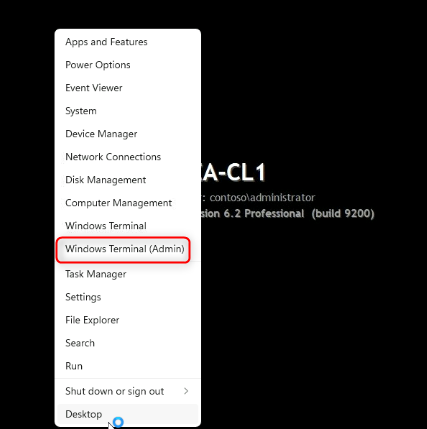 Apps and Features
Power Options
Event Viewer
System
Device Manager
Network Connections
Disk Management
Computer Management
Windows Terminal
Windows Terminal (Admin)
Task Manager
Settings
File Explorer
Search
Run
Shut down or sign out
Desktop
-CL1
: contoso\administrator
6.2 Professional (build 9200)